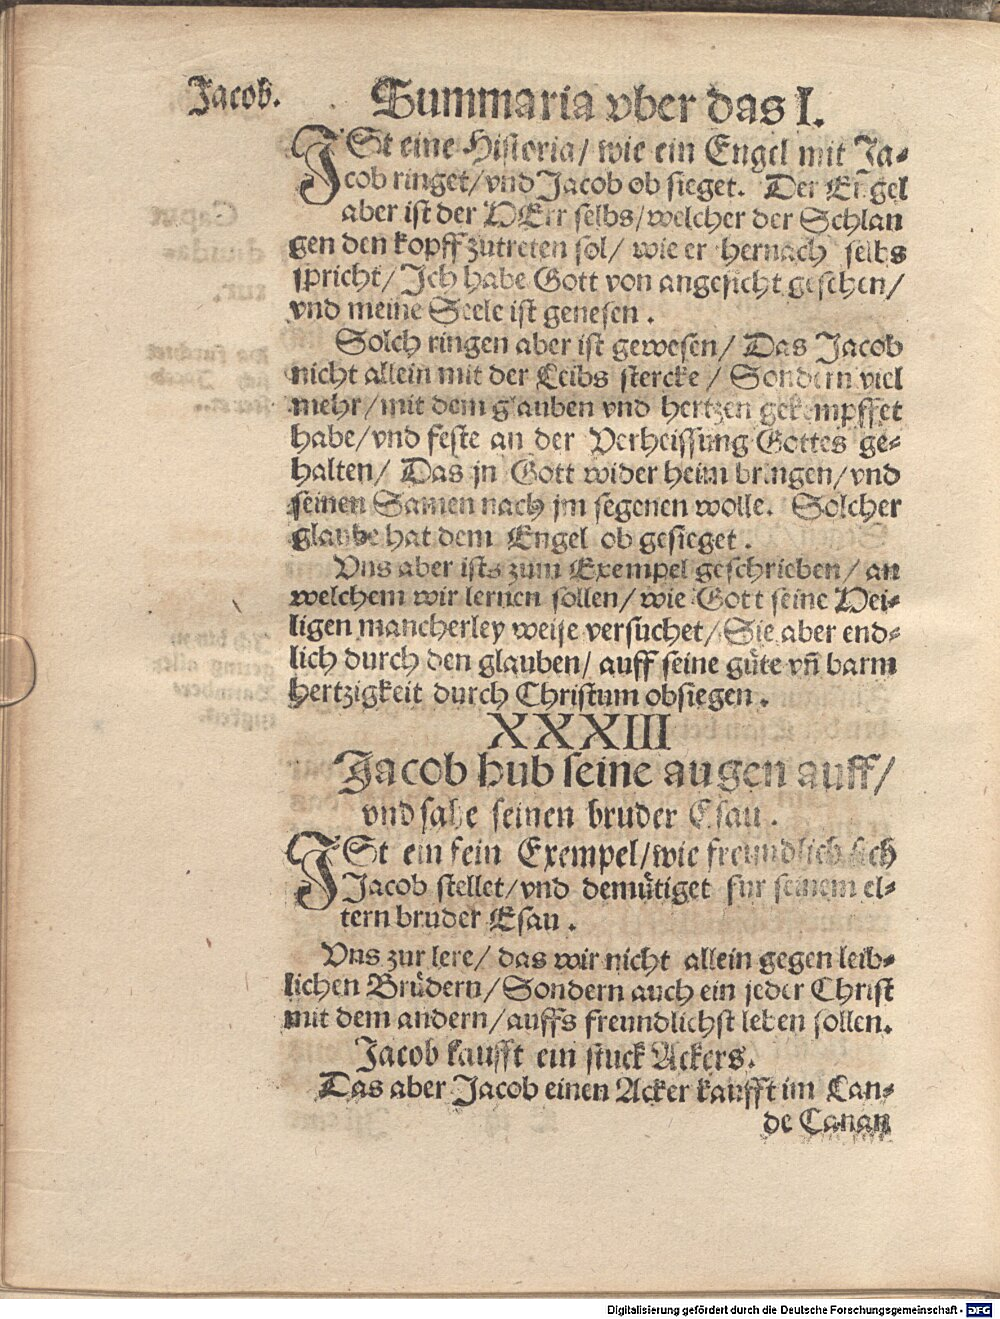 Jacob.
Summaria vber das I.
ISt eine Historia/ wie ein Engel mit Ja-
cob ringet/ vnd Jacob ob sieget. Der Engel
aber ist der HErr selbs/ welcher der Schlan
gen den kopff zutreten sol/ wie er hernach selbs
spricht/ Ich habe Gott von angesicht gesehen/
vnd meine Seele ist genesen.
Solch ringen aber ist gewesen/ Das Jacob
nicht allein mit der Leibs stercke/ Sondern viel
mehr/ mit dem glauben vnd hertzen gekempffet
habe/ vnd feste an der Verheissung Gottes ge-
halten/ Das jn Gott wider heim bringen/ vnd
seinen Samen nach jm segenen wolle. Solcher
glaube hat dem Engel ob gesieget.
Vns aber ists zum Exempel geschrieben/ an
welchem wir lernen sollen/ wie Gott seine Hei-
ligen mancherley weise versuchet/ Sie aber end-
lich durch den glauben/ auff seine güte vñ barm
hertzigkeit durch Christum obsiegen.
XXXIII
Jacob hub seine augen auff/
vnd sahe seinen bruder Esau.
ISt ein fein Exempel/ wie freundlich sich
Jacob stellet/ vnd demütiget fur seinem el-
tern bruder Esau.
Vns zur lere/ das wir nicht allein gegen leib-
lichen Brüdern/ Sondern auch ein jeder Christ
mit dem andern/ auffs freundlichst leben sollen.
Jacob kaufft ein stuck Ackers.
Das aber Jacob einen Acker kaufft im Lan-
de Canan
Digitalisierung gefördert durch die Deutsche Forschungsgemeinschaft - DFG